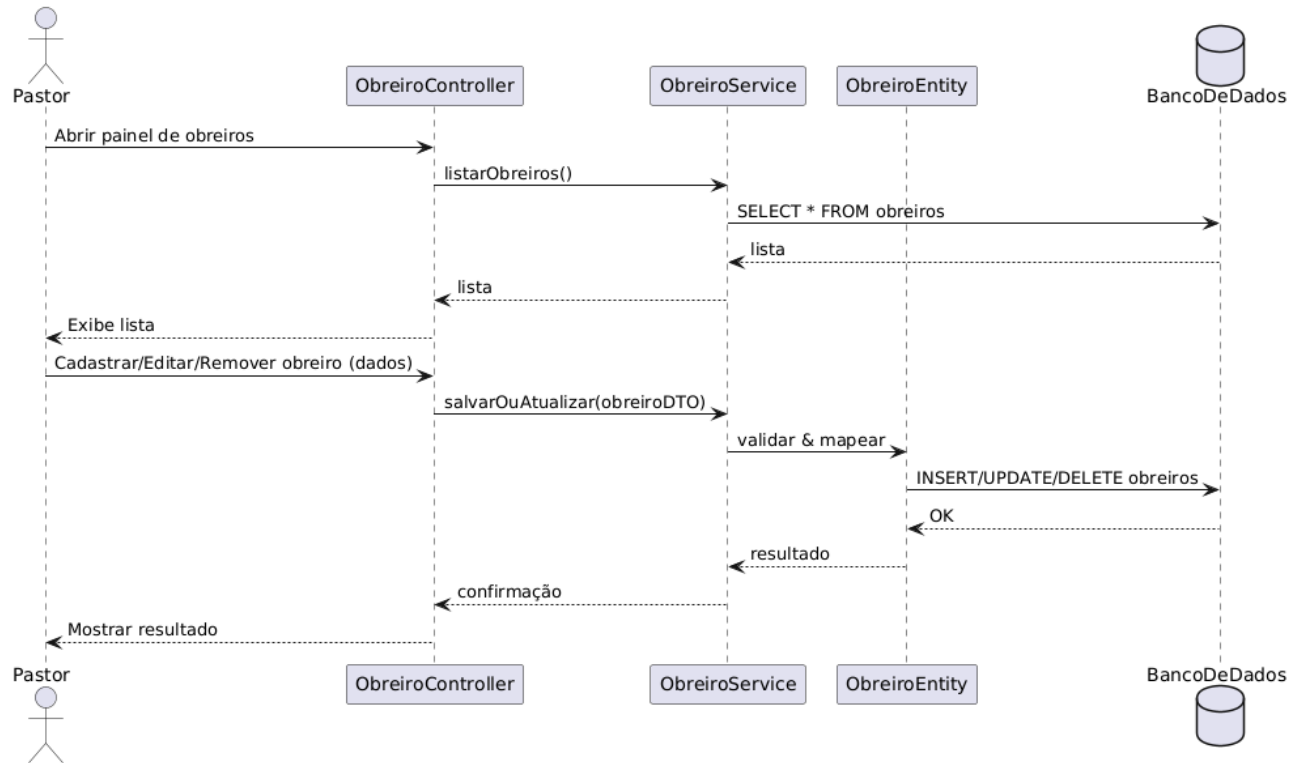 Pastor
ObreiroController
ObreiroService
ObreiroEntity
BancoDeDados
Abrir painel de obreiros
listarObreiros()
SELECT * FROM obreiros
lista
lista
Exibe lista
Cadastrar/Editar/Remover obreiro (dados)
salvarOuAtualizar(obreiroDTO)
validar & mapear
INSERT/UPDATE/DELETE obreiros
OK
resultado
confirmação
Mostrar resultado
Pastor
ObreiroController
ObreiroService
ObreiroEntity
BancoDeDados